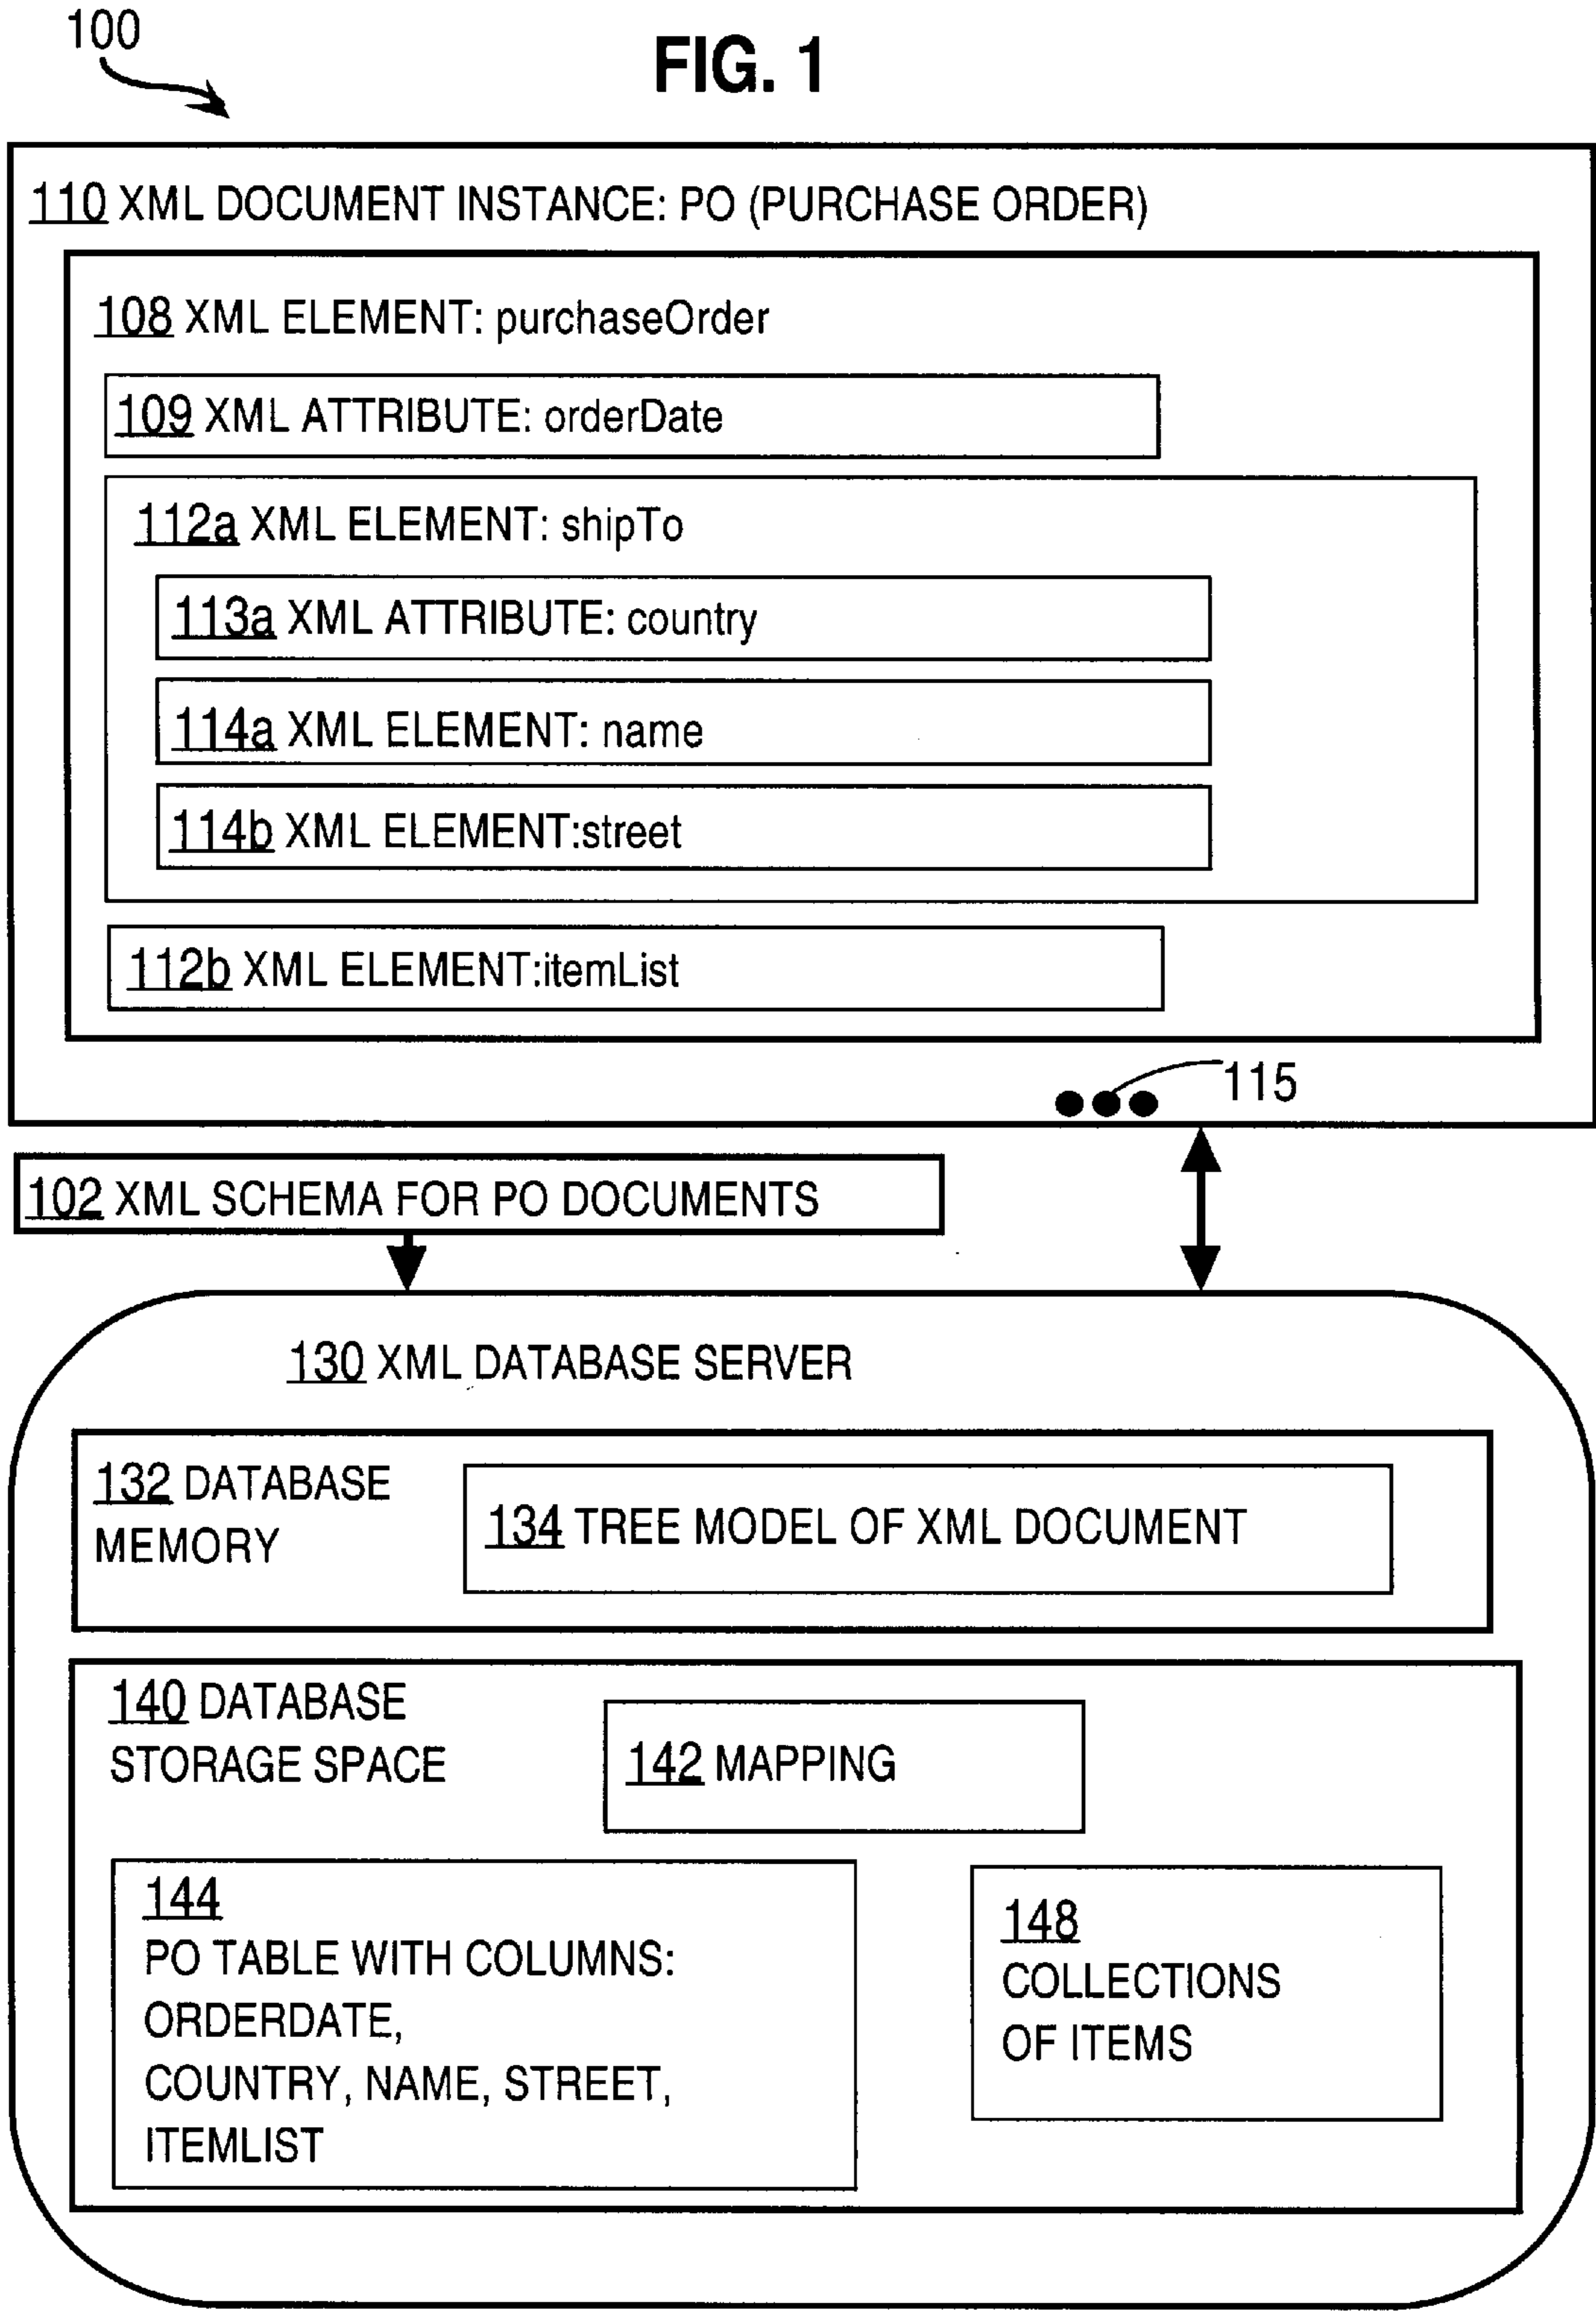 100
FIG. 1
110 XML DOCUMENT INSTANCE: PO (PURCHASE ORDER)
108 XML ELEMENT: purchaseOrder
109 XML ATTRIBUTE: orderDate
112a XML ELEMENT: shipTo
113a XML ATTRIBUTE: country
114a XML ELEMENT: name
114b XML ELEMENT:street
112b XML ELEMENT:itemList
115
102 XML SCHEMA FOR PO DOCUMENTS
130 XML DATABASE SERVER
132 DATABASE
MEMORY
134 TREE MODEL OF XML DOCUMENT
140 DATABASE
STORAGE SPACE
142 MAPPING
144
PO TABLE WITH COLUMNS:
ORDERDATE,
COUNTRY, NAME, STREET,
ITEMLIST
148
COLLECTIONS
OF ITEMS